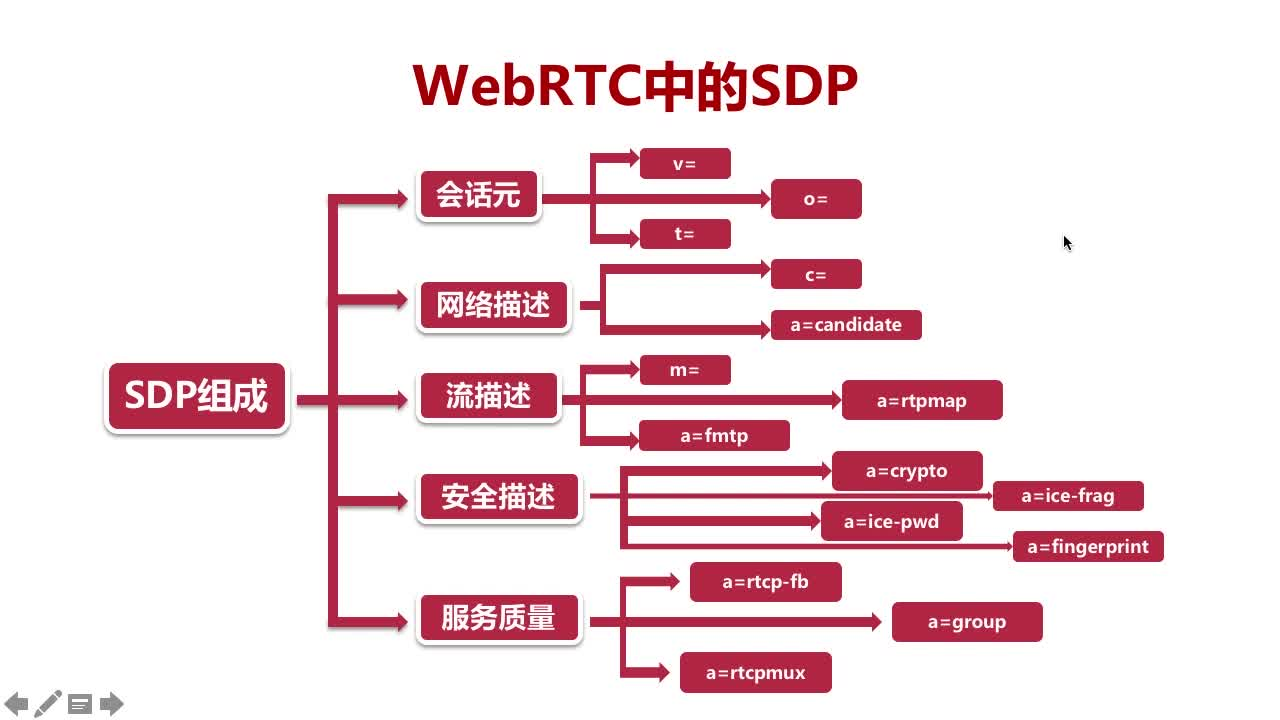 WebRTC中的SDP
SDP组成
会话元
v=
o=
t=
网络描述
c=
a=candidate
流描述
m=
a=rtpmap
a=fmtp
安全描述
a=crypto
a=ice-frag
a=ice-pwd
a=fingerprint
服务质量
a=rtcp-fb
a=group
a=rtcpmux